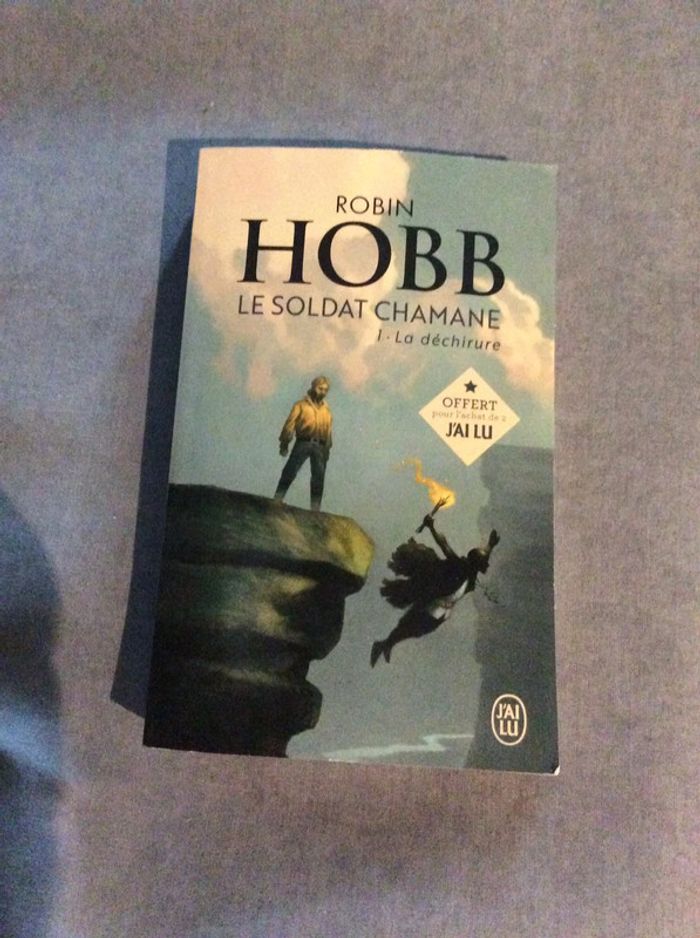 ROBIN
HOBB
LE SOLDAT CHAMANE
1 · La déchirure
OFFERT
pour l'achat de 2
J'AI LU
J'AI
LU